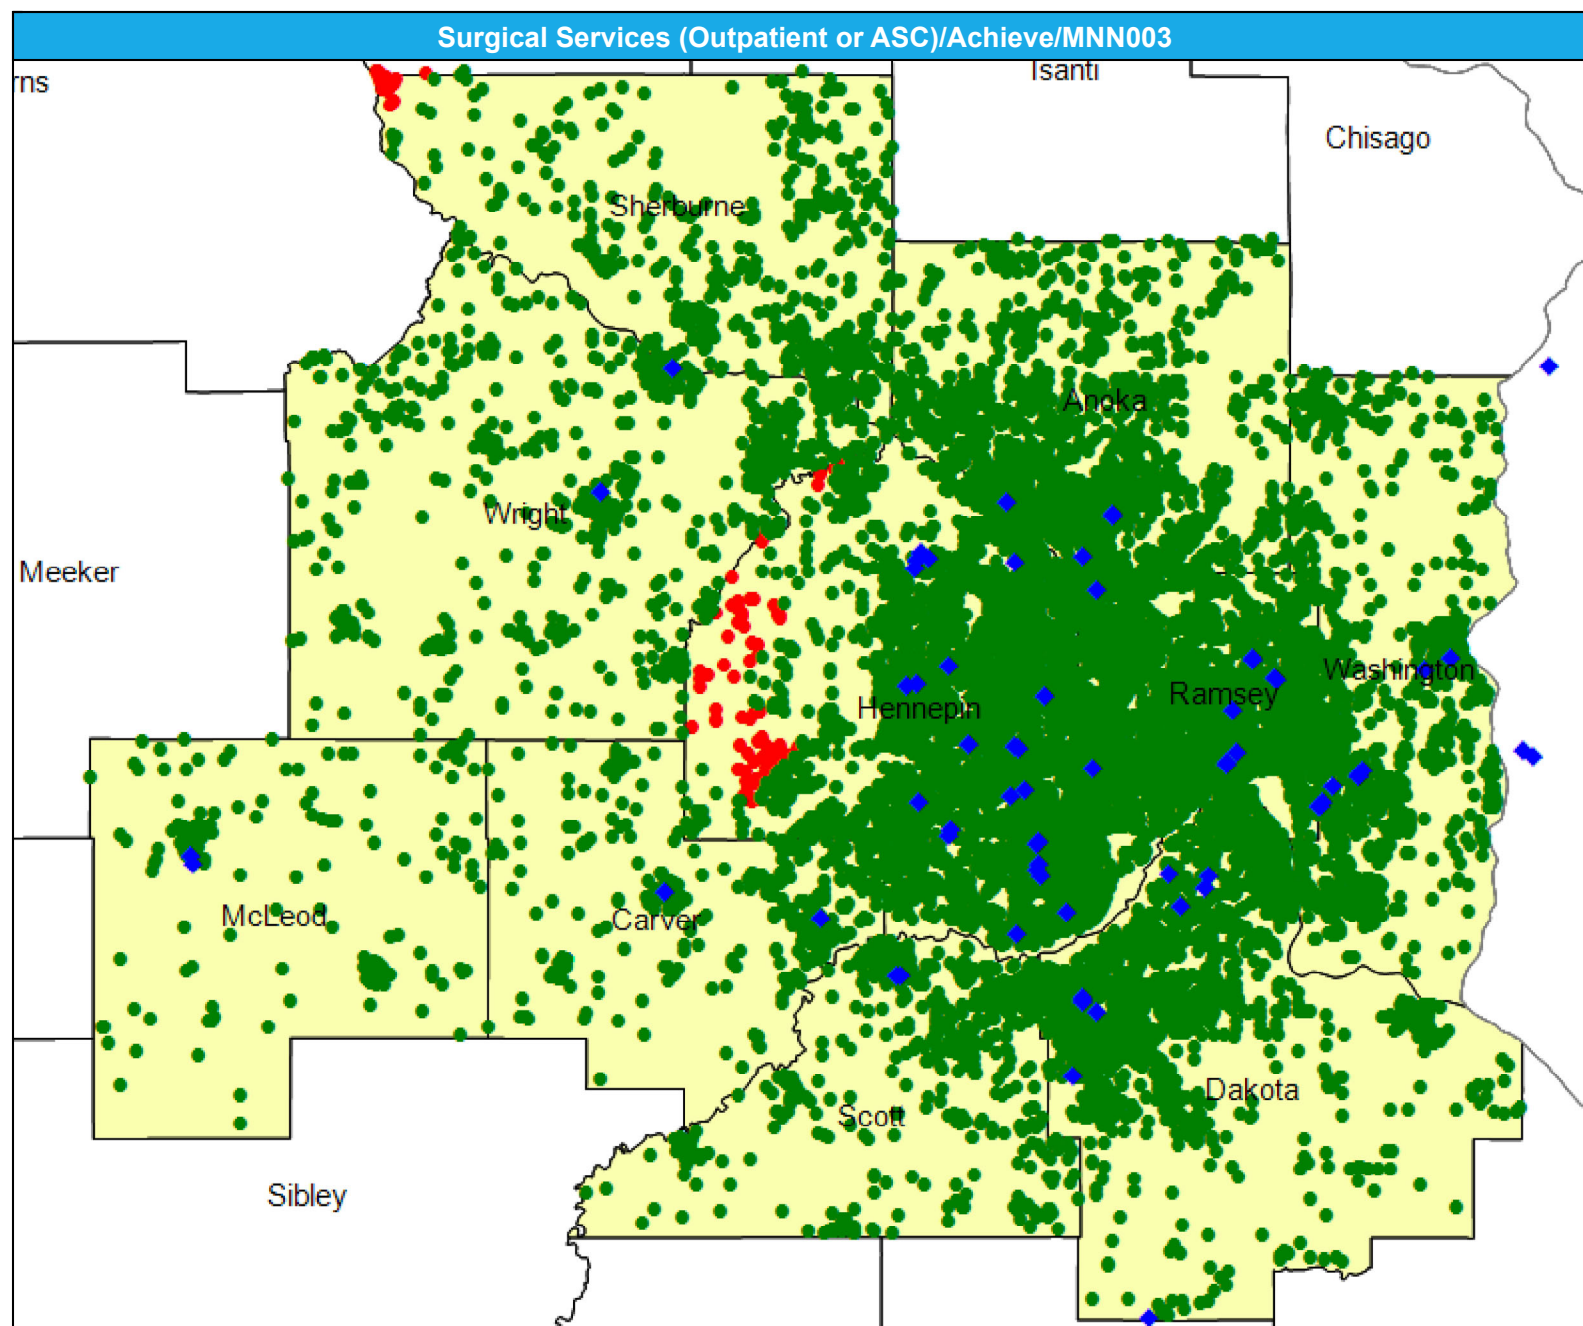 Surgical Services (Outpatient or ASC)/Achieve/MNN003
rns
Isanti
Chisago
Sherburne
Anoka
Wright
Meeker
Washington
Ramsey
Hennepin
McLeod
Carver
Dakota
Scott
Sibley